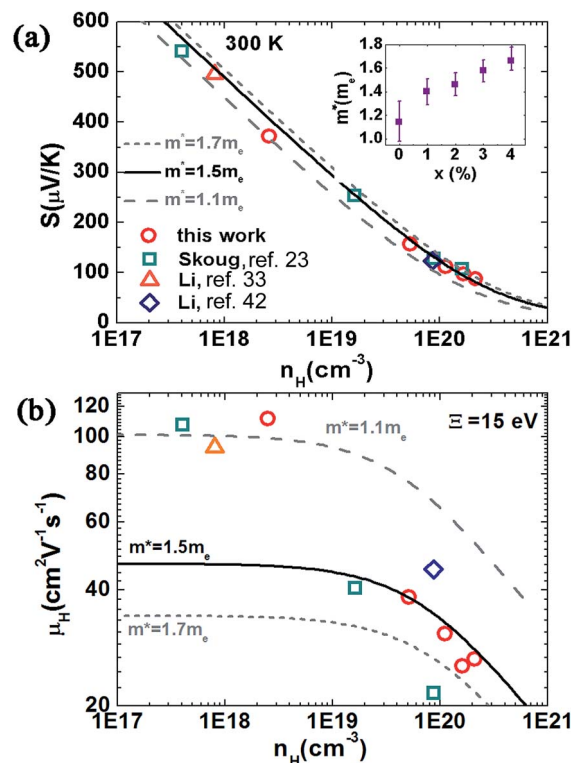 (a)
600
500
400
300
200
100
0
S(μV/K)
300 K
1.8
1.6
1.4
1.2
1.0
m*(mₑ)
0 1 2 3 4
x (%)
m*=1.7mₑ
m*=1.5mₑ
m*=1.1mₑ
this work
Skoug, ref. 23
Li, ref. 33
Li, ref. 42
1E17 1E18 1E19 1E20 1E21
n_H(cm⁻³)
(b)
120
100
80
60
40
20
μ_H(cm²V⁻¹s⁻¹)
m*=1.1mₑ
Ξ =15 eV
m*=1.5mₑ
m*=1.7mₑ
1E17 1E18 1E19 1E20 1E21
n_H(cm⁻³)